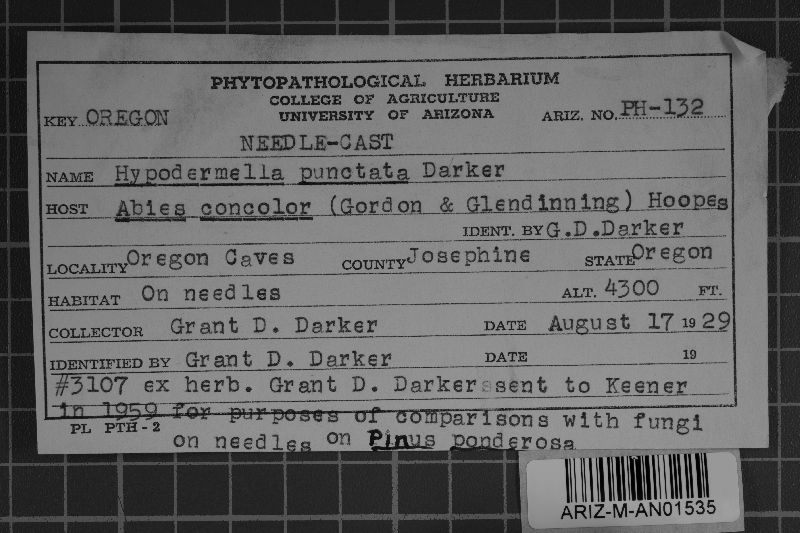 PHYTOPATHOLOGICAL HERBARIUM
COLLEGE OF AGRICULTURE
KEY OREGON UNIVERSITY OF ARIZONA ARIZ. NO. PH-132
NEEDLE-CAST
NAME Hypodermella punctata Darker
HOST Abies concolor (Gordon & Glendinning) Hoopes
IDENT. BY G.D.Darker
LOCALITY Oregon Caves COUNTY Josephine STATE Oregon
HABITAT On needles ALT. 4300 FT.
COLLECTOR Grant D. Darker DATE August 17 19 29
IDENTIFIED BY Grant D. Darker DATE 19
#3107 ex herb. Grant D. Darker sent to Keener
in 1959 for purposes of comparisons with fungi
PL PTH-2
on needles on Pinus ponderosa
ARIZ-M-AN01535